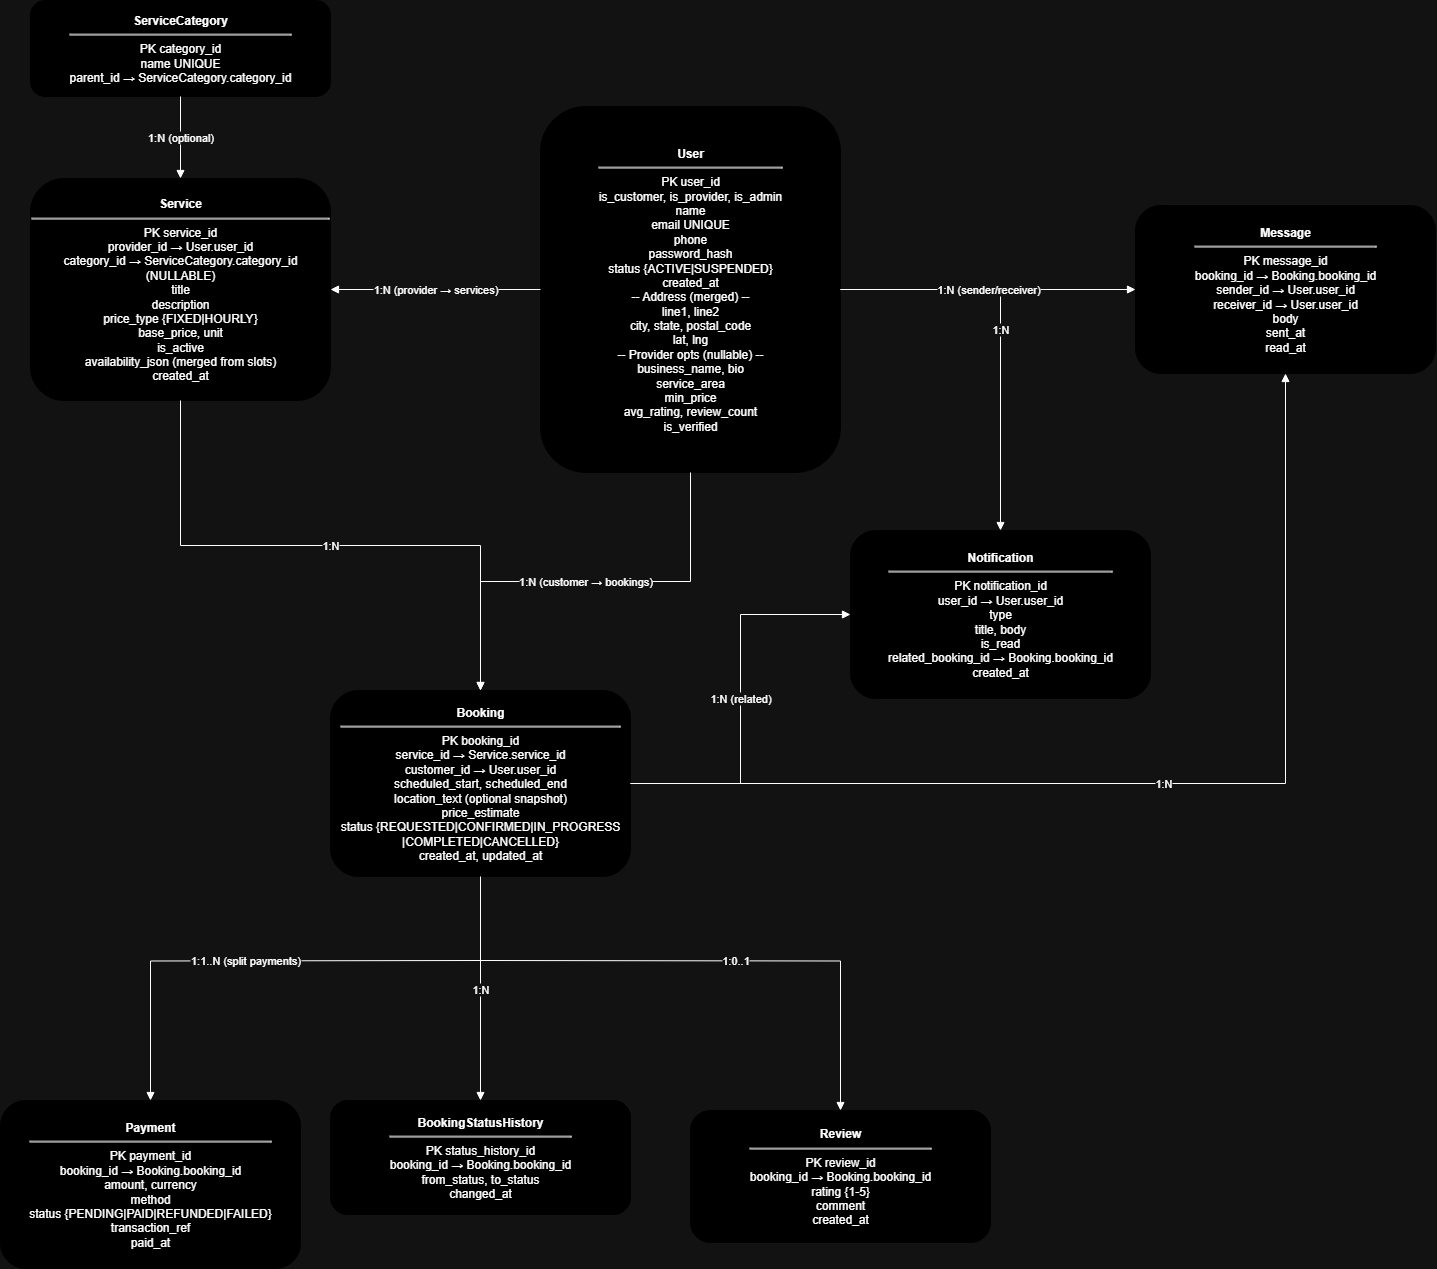 ServiceCategory
PK category_id
name UNIQUE
parent_id → ServiceCategory.category_id
1:N (optional)
Service
PK service_id
provider_id → User.user_id
category_id → ServiceCategory.category_id
(NULLABLE)
title
description
price_type {FIXED|HOURLY}
base_price, unit
is_active
availability_json (merged from slots)
created_at
1:N (provider → services)
User
PK user_id
is_customer, is_provider, is_admin
name
email UNIQUE
phone
password_hash
status {ACTIVE|SUSPENDED}
created_at
-- Address (merged) --
line1, line2
city, state, postal_code
lat, lng
-- Provider opts (nullable) --
business_name, bio
service_area
min_price
avg_rating, review_count
is_verified
1:N (sender/receiver)
1:N
Message
PK message_id
booking_id → Booking.booking_id
sender_id → User.user_id
receiver_id → User.user_id
body
sent_at
read_at
1:N
1:N (customer → bookings)
Notification
PK notification_id
user_id → User.user_id
type
title, body
is_read
related_booking_id → Booking.booking_id
created_at
1:N (related)
Booking
PK booking_id
service_id → Service.service_id
customer_id → User.user_id
scheduled_start, scheduled_end
location_text (optional snapshot)
price_estimate
status {REQUESTED|CONFIRMED|IN_PROGRESS
|COMPLETED|CANCELLED}
created_at, updated_at
1:N
1:1..N (split payments)
1:N
1:0..1
Payment
PK payment_id
booking_id → Booking.booking_id
amount, currency
method
status {PENDING|PAID|REFUNDED|FAILED}
transaction_ref
paid_at
BookingStatusHistory
PK status_history_id
booking_id → Booking.booking_id
from_status, to_status
changed_at
Review
PK review_id
booking_id → Booking.booking_id
rating {1-5}
comment
created_at